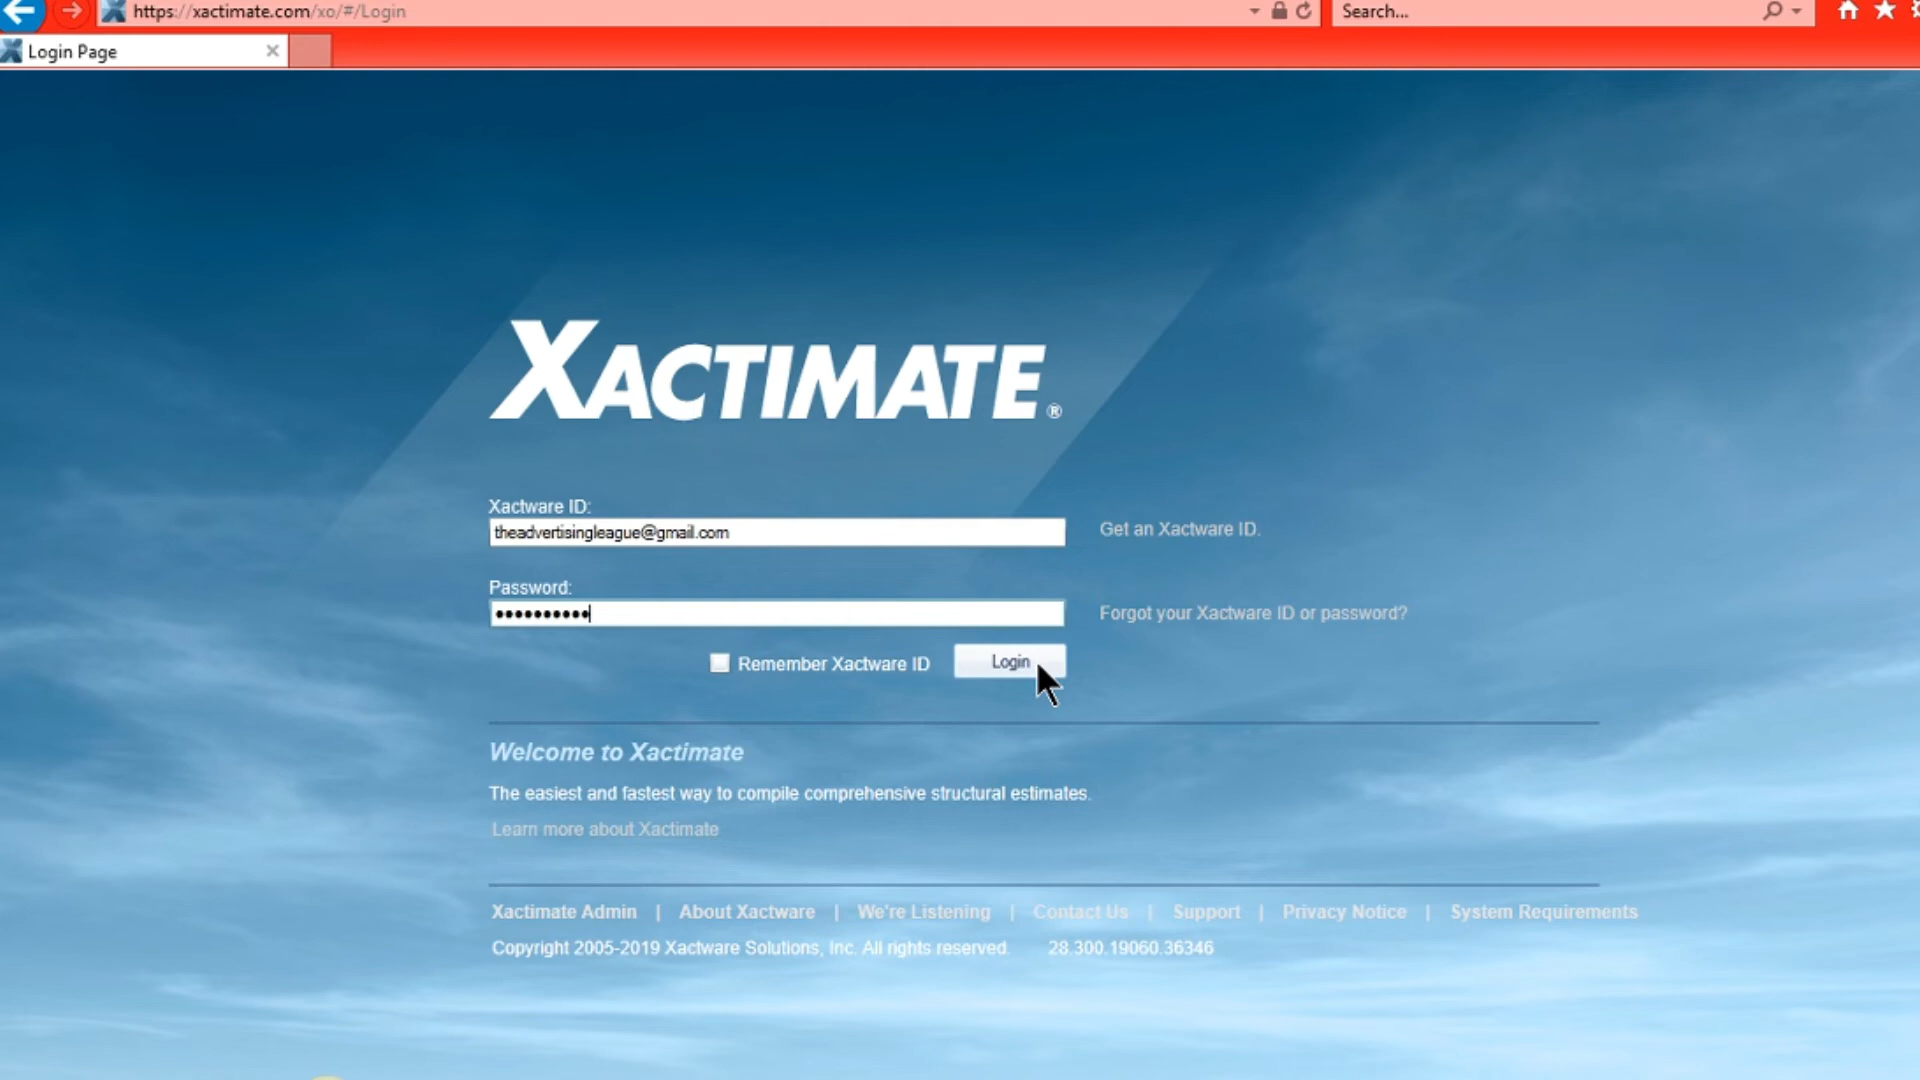 https://xactimate.com/xo/#/Login
Search...
Login Page
XACTIMATE®
Xactware ID:
theadvertisingleague@gmail.com
Get an Xactware ID.
Password:
••••••••••
Forgot your Xactware ID or password?
Remember Xactware ID
Login
Welcome to Xactimate
The easiest and fastest way to compile comprehensive structural estimates.
Learn more about Xactimate
Xactimate Admin | About Xactware | We're Listening | Contact Us | Support | Privacy Notice | System Requirements
Copyright 2005-2019 Xactware Solutions, Inc. All rights reserved. 28.300.19060.36346